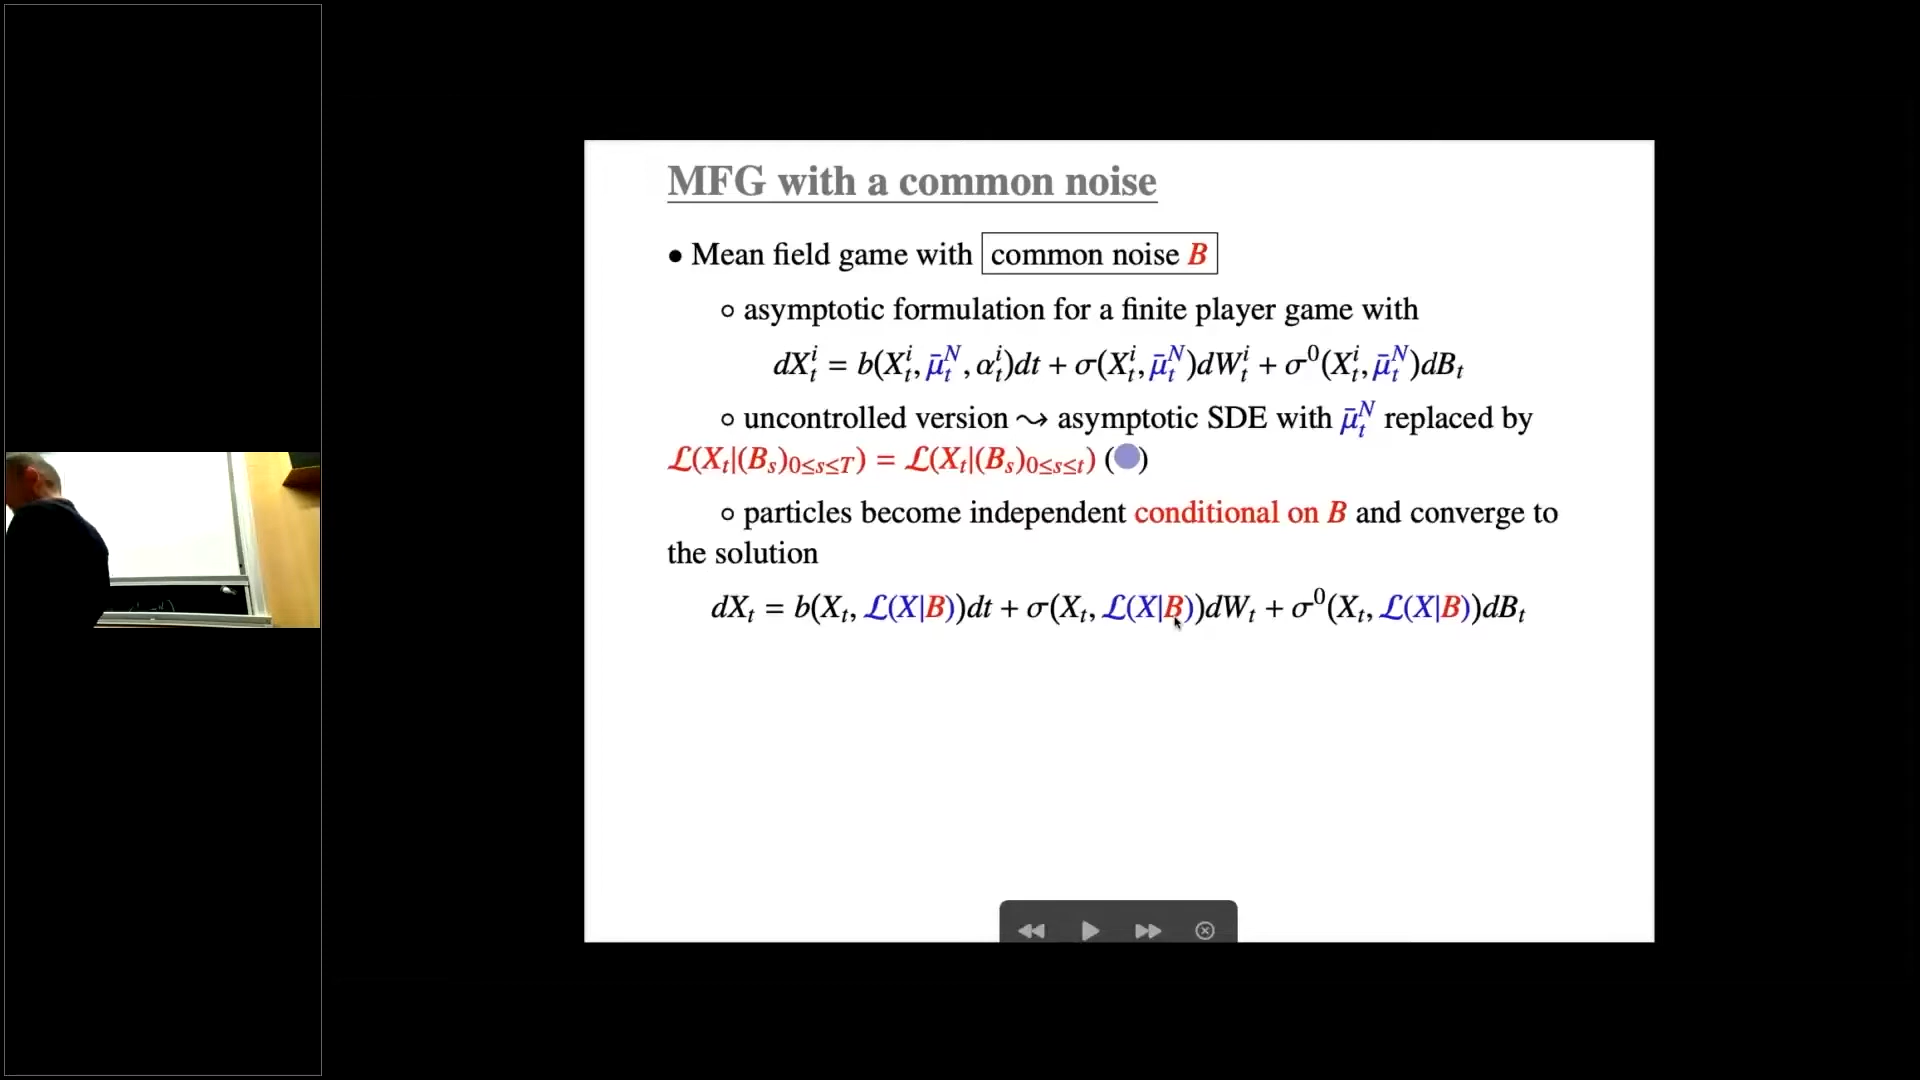 MFG with a common noise
• Mean field game with common noise B
∘ asymptotic formulation for a finite player game with
dX_t^i = b(X_t^i, μ̄_t^N, α_t^i)dt + σ(X_t^i, μ̄_t^N)dW_t^i + σ^0(X_t^i, μ̄_t^N)dB_t
∘ uncontrolled version ⇝ asymptotic SDE with μ̄_t^N replaced by
ℒ(X_t|(B_s)_{0≤s≤T}) = ℒ(X_t|(B_s)_{0≤s≤t}) (●)
∘ particles become independent conditional on B and converge to
the solution
dX_t = b(X_t, ℒ(X|B))dt + σ(X_t, ℒ(X|B))dW_t + σ^0(X_t, ℒ(X|B))dB_t